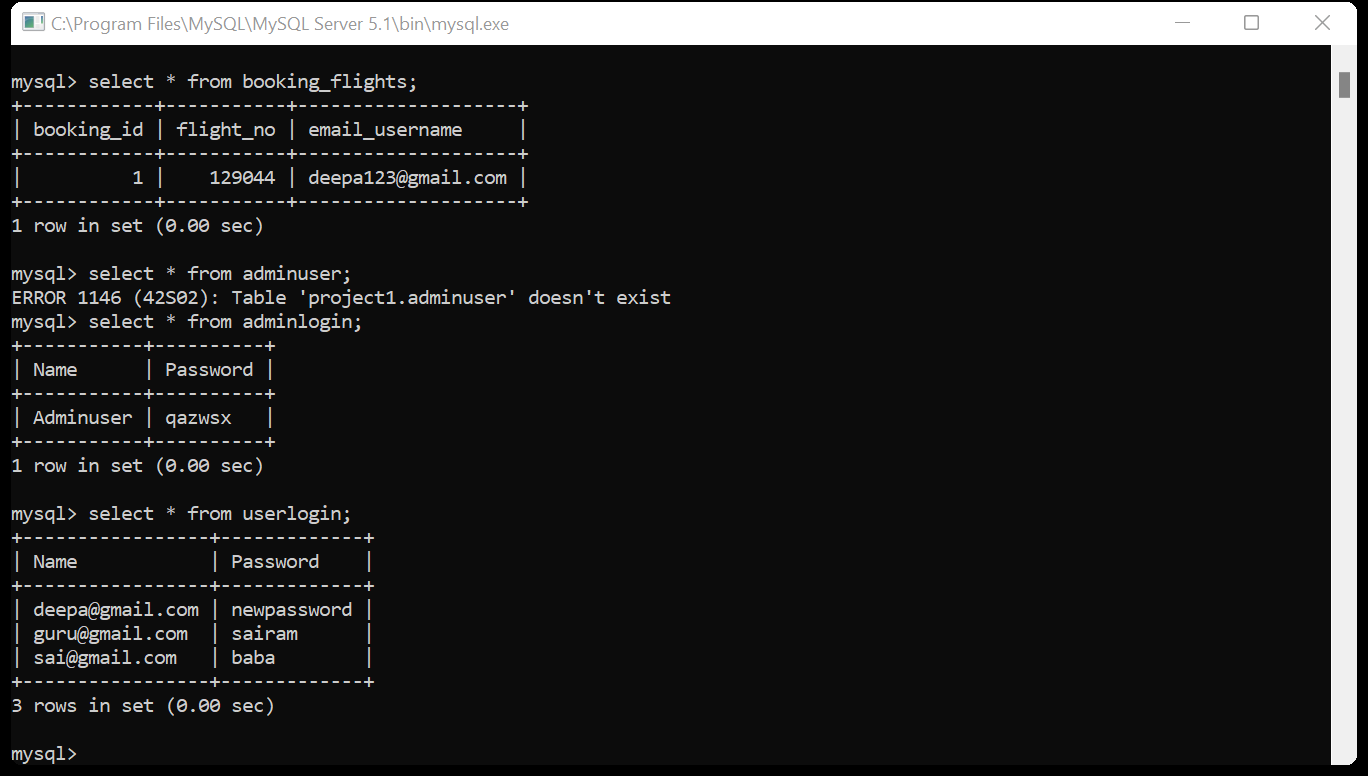 C:\Program Files\MySQL\MySQL Server 5.1\bin\mysql.exe
mysql> select * from booking_flights;
+------------+-----------+--------------------+
| booking_id | flight_no | email_username     |
+------------+-----------+--------------------+
|          1 |    129044 | deepa123@gmail.com |
+------------+-----------+--------------------+
1 row in set (0.00 sec)
mysql> select * from adminuser;
ERROR 1146 (42S02): Table 'project1.adminuser' doesn't exist
mysql> select * from adminlogin;
+-----------+----------+
| Name      | Password |
+-----------+----------+
| Adminuser | qazwsx   |
+-----------+----------+
1 row in set (0.00 sec)
mysql> select * from userlogin;
+-----------------+-------------+
| Name            | Password    |
+-----------------+-------------+
| deepa@gmail.com | newpassword |
| guru@gmail.com  | sairam      |
| sai@gmail.com   | baba        |
+-----------------+-------------+
3 rows in set (0.00 sec)
mysql>